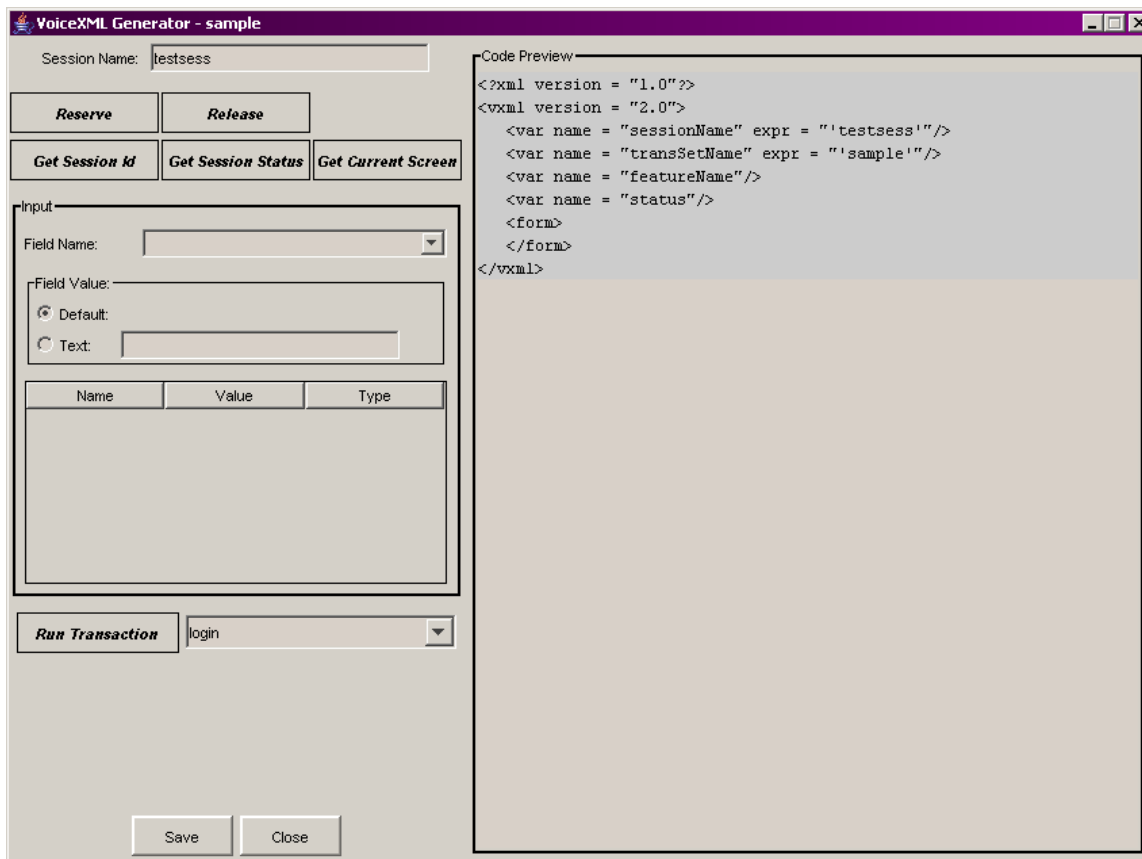 VoiceXML Generator - sample
Session Name: testsess
Reserve Release
Get Session Id Get Session Status Get Current Screen
Input
Field Name:
Field Value:
Default:
Text:
Name Value Type
Run Transaction login
Save Close
Code Preview
<?xml version = "1.0"?>
<vxml version = "2.0">
   <var name = "sessionName" expr = "'testsess'"/>
   <var name = "transSetName" expr = "'sample'"/>
   <var name = "featureName"/>
   <var name = "status"/>
   <form>
   </form>
</vxml>